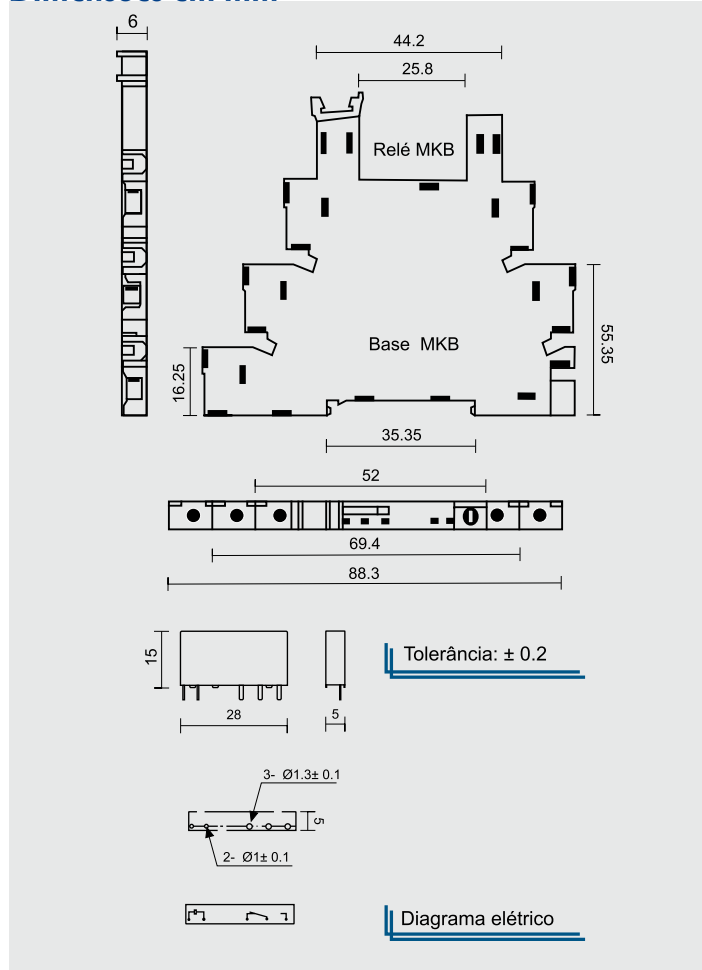 6
44.2
25.8
Relé MKB
Base MKB
55.35
16.25
35.35
52
69.4
88.3
15
Tolerância: ± 0.2
28
5
3- Ø1.3± 0.1
5
2- Ø1± 0.1
Diagrama elétrico